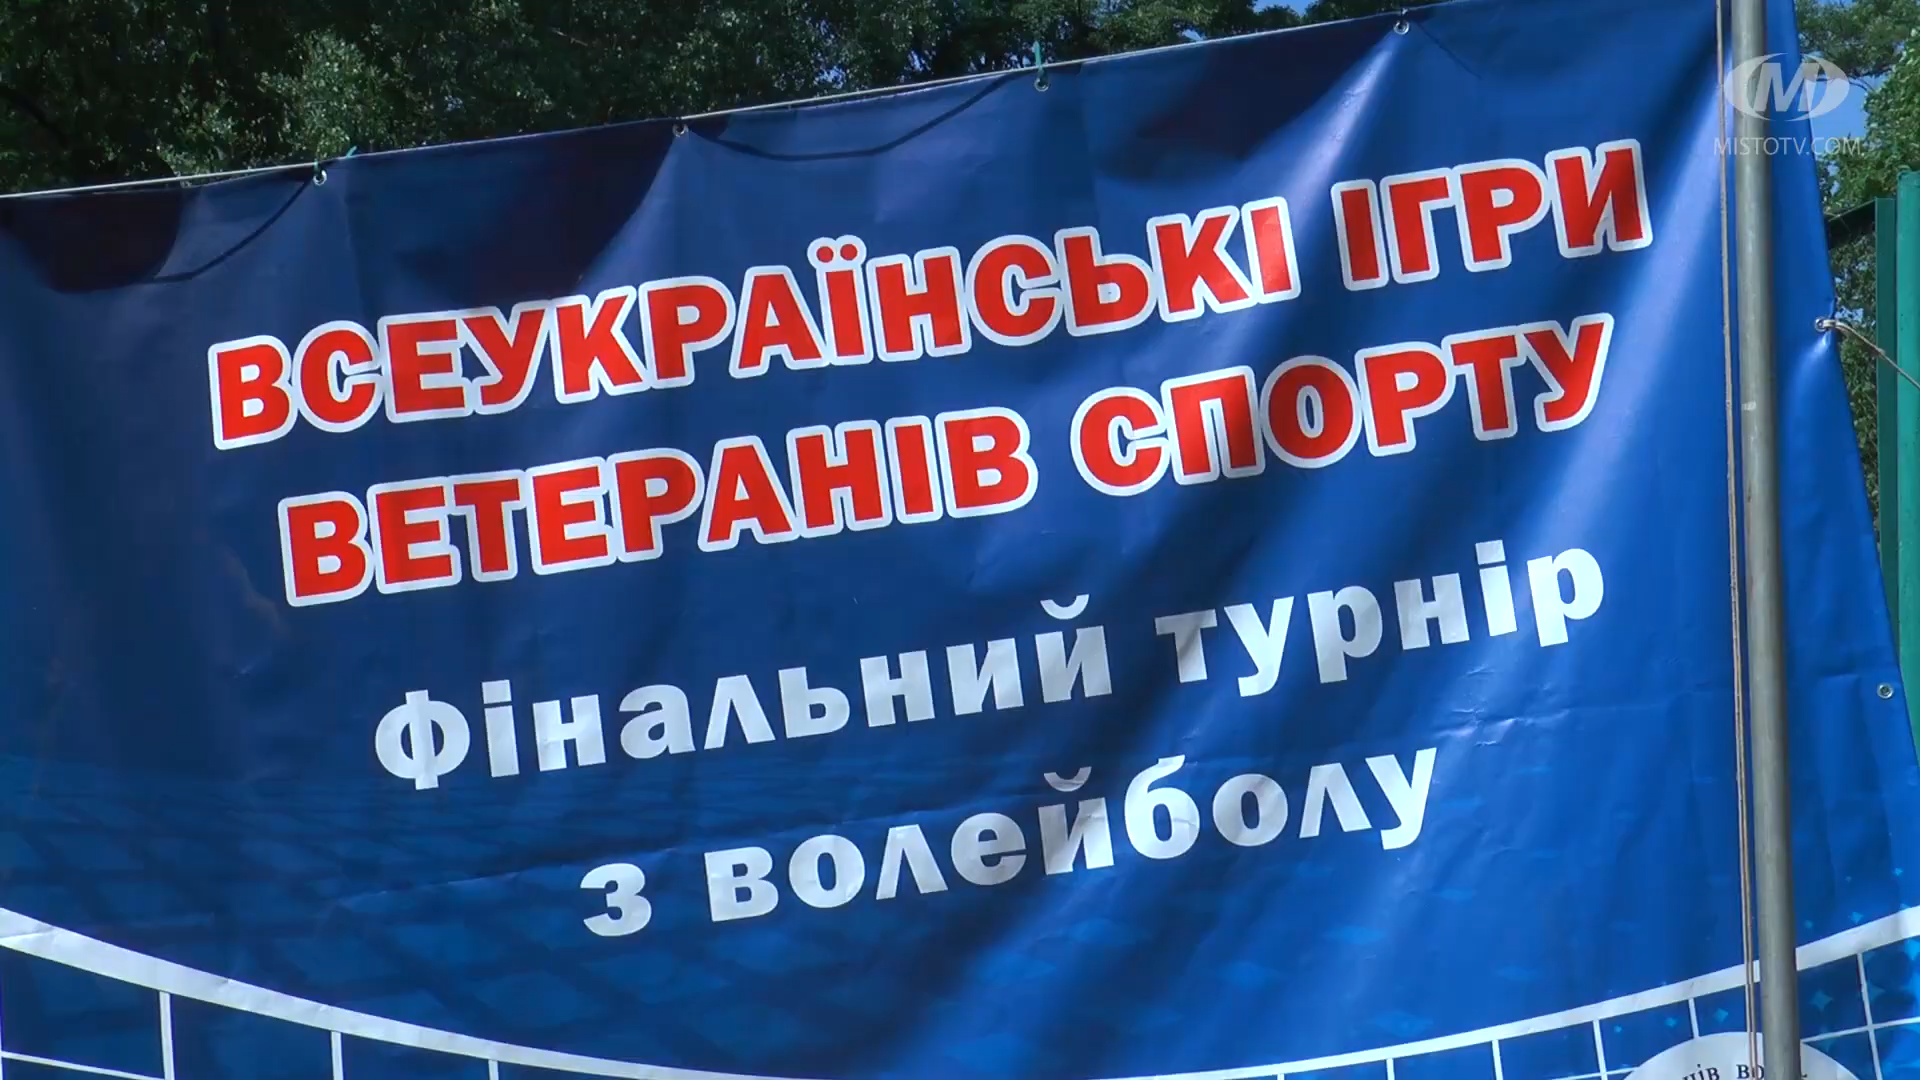 MISTOTV.COM
ВСЕУКРАЇНСЬКІ ІГРИ
ВЕТЕРАНІВ СПОРТУ
фінальний турнір
з волейболу